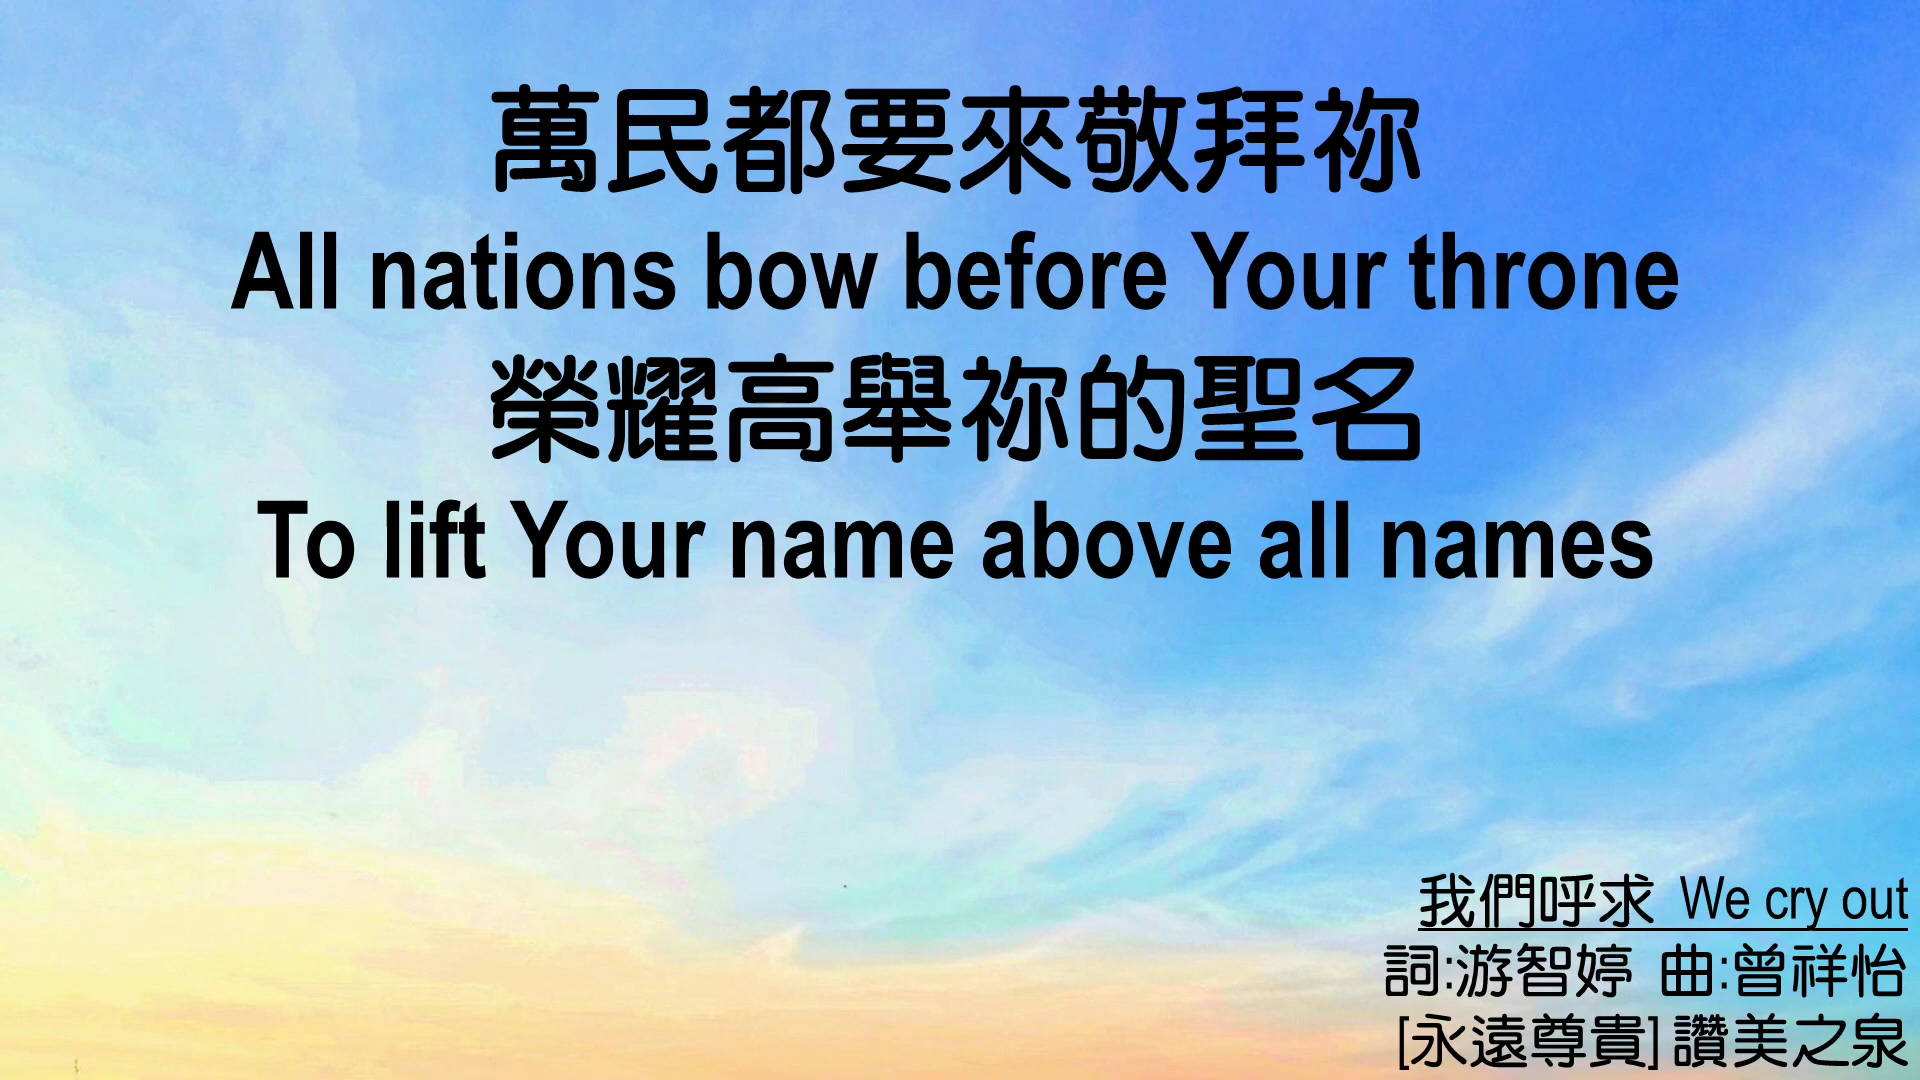 萬民都要來敬拜祢
All nations bow before Your throne
榮耀高舉祢的聖名
To lift Your name above all names
我們呼求 We cry out
詞:游智婷 曲:曾祥怡
[永遠尊貴] 讚美之泉